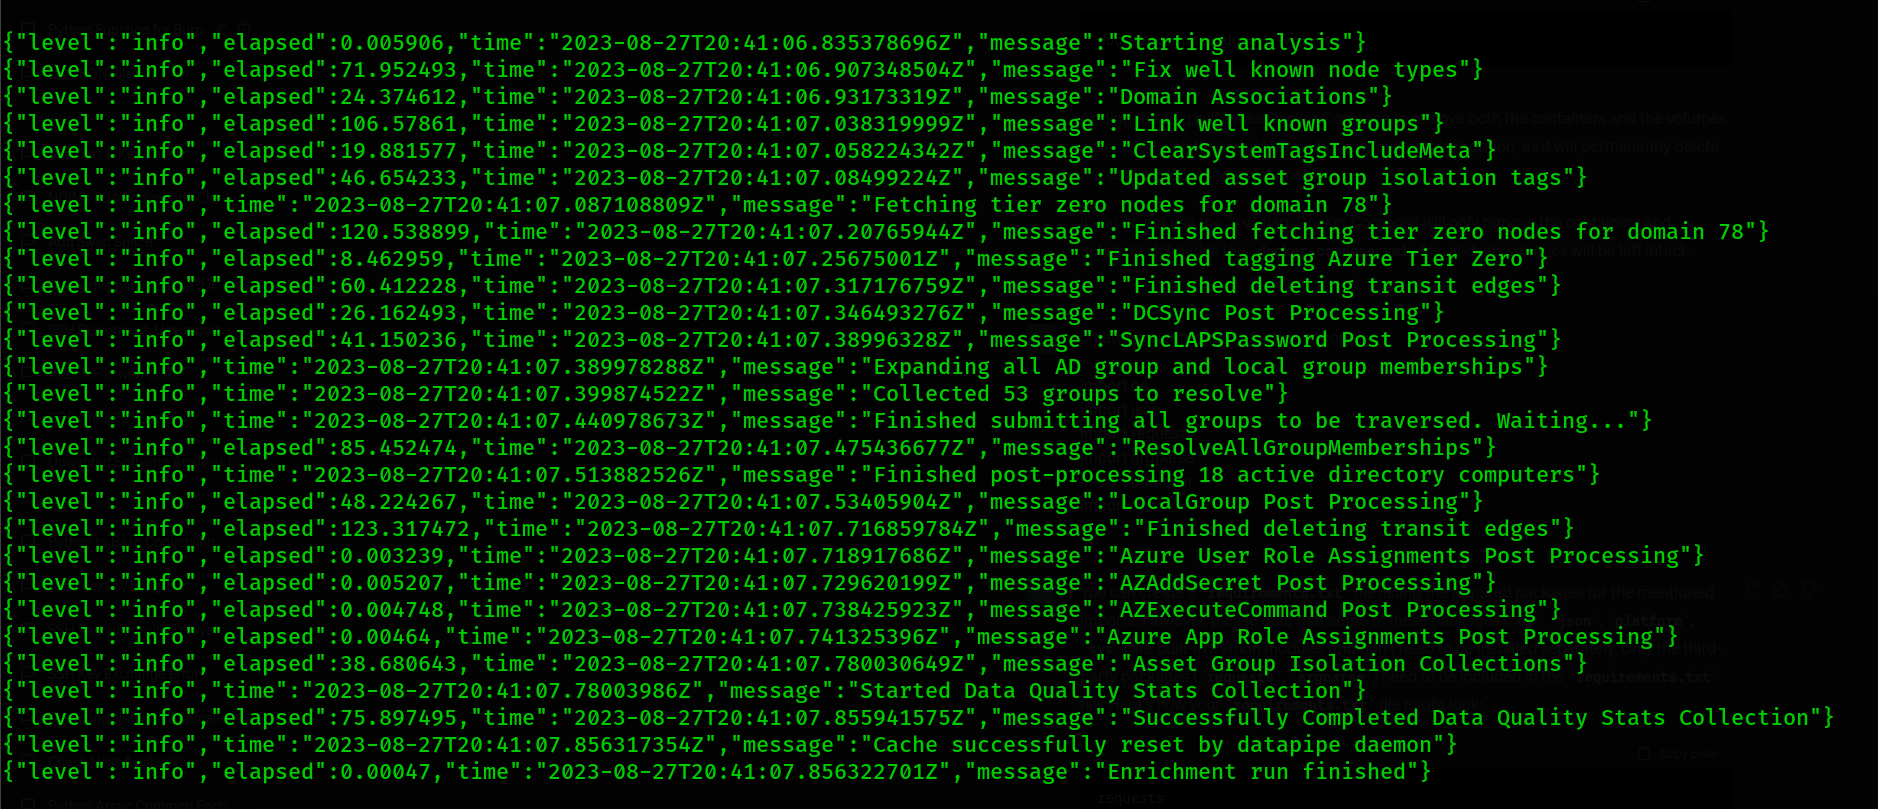 {"level":"info","elapsed":0.005906,"time":"2023-08-27T20:41:06.835378696Z","message":"Starting analysis"}
{"level":"info","elapsed":71.952493,"time":"2023-08-27T20:41:06.907348504Z","message":"Fix well known node types"}
{"level":"info","elapsed":24.374612,"time":"2023-08-27T20:41:06.93173319Z","message":"Domain Associations"}
{"level":"info","elapsed":106.57861,"time":"2023-08-27T20:41:07.038319999Z","message":"Link well known groups"}
{"level":"info","elapsed":19.881577,"time":"2023-08-27T20:41:07.058224342Z","message":"ClearSystemTagsIncludeMeta"}
{"level":"info","elapsed":46.654233,"time":"2023-08-27T20:41:07.08499224Z","message":"Updated asset group isolation tags"}
{"level":"info","time":"2023-08-27T20:41:07.087108809Z","message":"Fetching tier zero nodes for domain 78"}
{"level":"info","elapsed":120.538899,"time":"2023-08-27T20:41:07.20765944Z","message":"Finished fetching tier zero nodes for domain 78"}
{"level":"info","elapsed":8.462959,"time":"2023-08-27T20:41:07.25675001Z","message":"Finished tagging Azure Tier Zero"}
{"level":"info","elapsed":60.412228,"time":"2023-08-27T20:41:07.317176759Z","message":"Finished deleting transit edges"}
{"level":"info","elapsed":26.162493,"time":"2023-08-27T20:41:07.346493276Z","message":"DCSync Post Processing"}
{"level":"info","elapsed":41.150236,"time":"2023-08-27T20:41:07.38996328Z","message":"SyncLAPSPassword Post Processing"}
{"level":"info","time":"2023-08-27T20:41:07.389978288Z","message":"Expanding all AD group and local group memberships"}
{"level":"info","time":"2023-08-27T20:41:07.399874522Z","message":"Collected 53 groups to resolve"}
{"level":"info","time":"2023-08-27T20:41:07.440978673Z","message":"Finished submitting all groups to be traversed. Waiting..."}
{"level":"info","elapsed":85.452474,"time":"2023-08-27T20:41:07.475436677Z","message":"ResolveAllGroupMemberships"}
{"level":"info","time":"2023-08-27T20:41:07.513882526Z","message":"Finished post-processing 18 active directory computers"}
{"level":"info","elapsed":48.224267,"time":"2023-08-27T20:41:07.53405904Z","message":"LocalGroup Post Processing"}
{"level":"info","elapsed":123.317472,"time":"2023-08-27T20:41:07.716859784Z","message":"Finished deleting transit edges"}
{"level":"info","elapsed":0.003239,"time":"2023-08-27T20:41:07.718917686Z","message":"Azure User Role Assignments Post Processing"}
{"level":"info","elapsed":0.005207,"time":"2023-08-27T20:41:07.729620199Z","message":"AZAddSecret Post Processing"}
{"level":"info","elapsed":0.004748,"time":"2023-08-27T20:41:07.738425923Z","message":"AZExecuteCommand Post Processing"}
{"level":"info","elapsed":0.00464,"time":"2023-08-27T20:41:07.741325396Z","message":"Azure App Role Assignments Post Processing"}
{"level":"info","elapsed":38.680643,"time":"2023-08-27T20:41:07.780030649Z","message":"Asset Group Isolation Collections"}
{"level":"info","time":"2023-08-27T20:41:07.78003986Z","message":"Started Data Quality Stats Collection"}
{"level":"info","elapsed":75.897495,"time":"2023-08-27T20:41:07.855941575Z","message":"Successfully Completed Data Quality Stats Collection"}
{"level":"info","time":"2023-08-27T20:41:07.856317354Z","message":"Cache successfully reset by datapipe daemon"}
{"level":"info","elapsed":0.00047,"time":"2023-08-27T20:41:07.856322701Z","message":"Enrichment run finished"}
requests